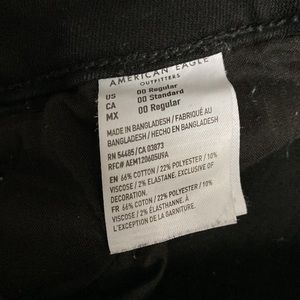 AMERICAN EAGLE
OUTFITTERS
US 00 Regular
CA 00 Standard
MX 00 Regular
MADE IN BANGLADESH / FABRIQUÉ AU
BANGLADESH / HECHO EN BANGLADESH
RN 54485/CA 03873
RFC# AEM120605U9A
EN 66% COTTON / 22% POLYESTER / 10%
VISCOSE / 2% ELASTANE. EXCLUSIVE OF
DECORATION.
FR 66% COTON / 22% POLYESTER / 10%
VISCOSE / 2% ÉLASTHANNE. À
L'EXCEPTION DE LA GARNITURE.